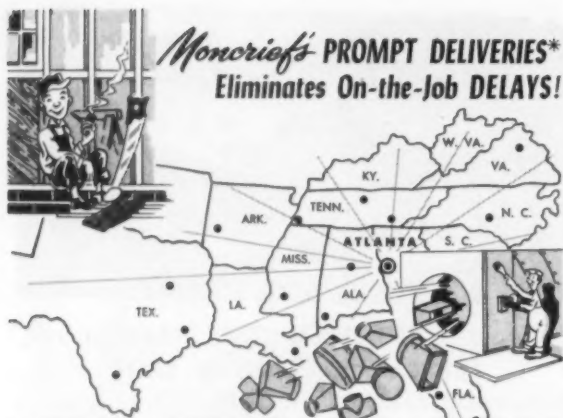 Moncrief's PROMPT DELIVERIES*
Eliminates On-the-Job DELAYS!
W. VA.
VA.
KY.
TENN.
N. C.
ARK.
ATLANTA
S. C.
MISS.
ALA.
TEX.
LA.
FLA.